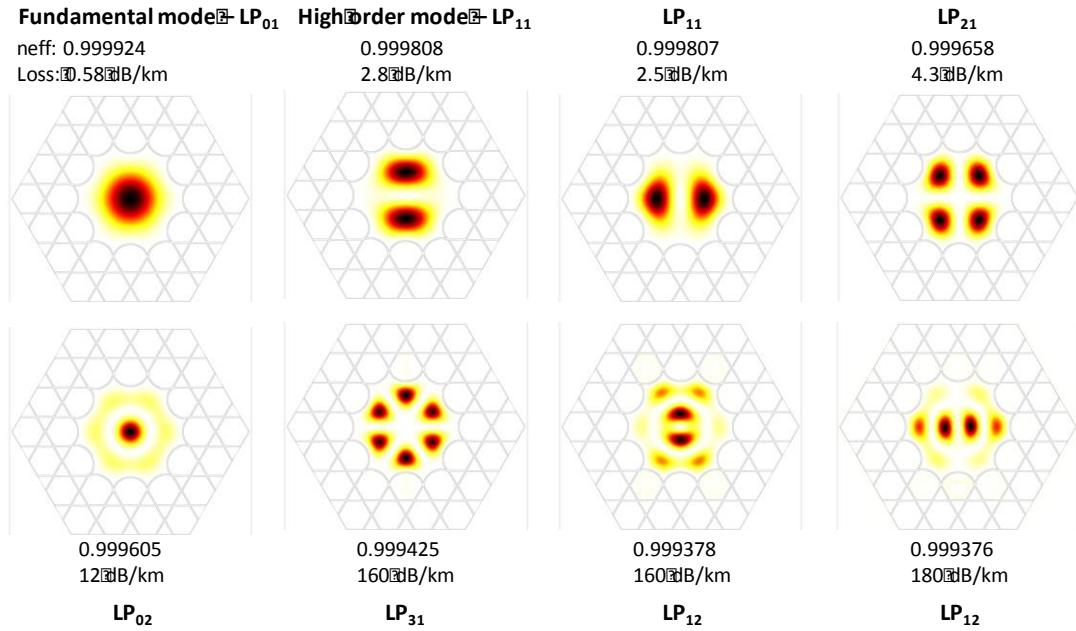 Fundamental mode – LP01 High order mode – LP11 LP11 LP21
neff: 0.999924 0.999808 0.999807 0.999658
Loss: 0.58 dB/km 2.8 dB/km 2.5 dB/km 4.3 dB/km
0.999605 0.999425 0.999378 0.999376
12 dB/km 160 dB/km 160 dB/km 180 dB/km
LP02 LP31 LP12 LP12